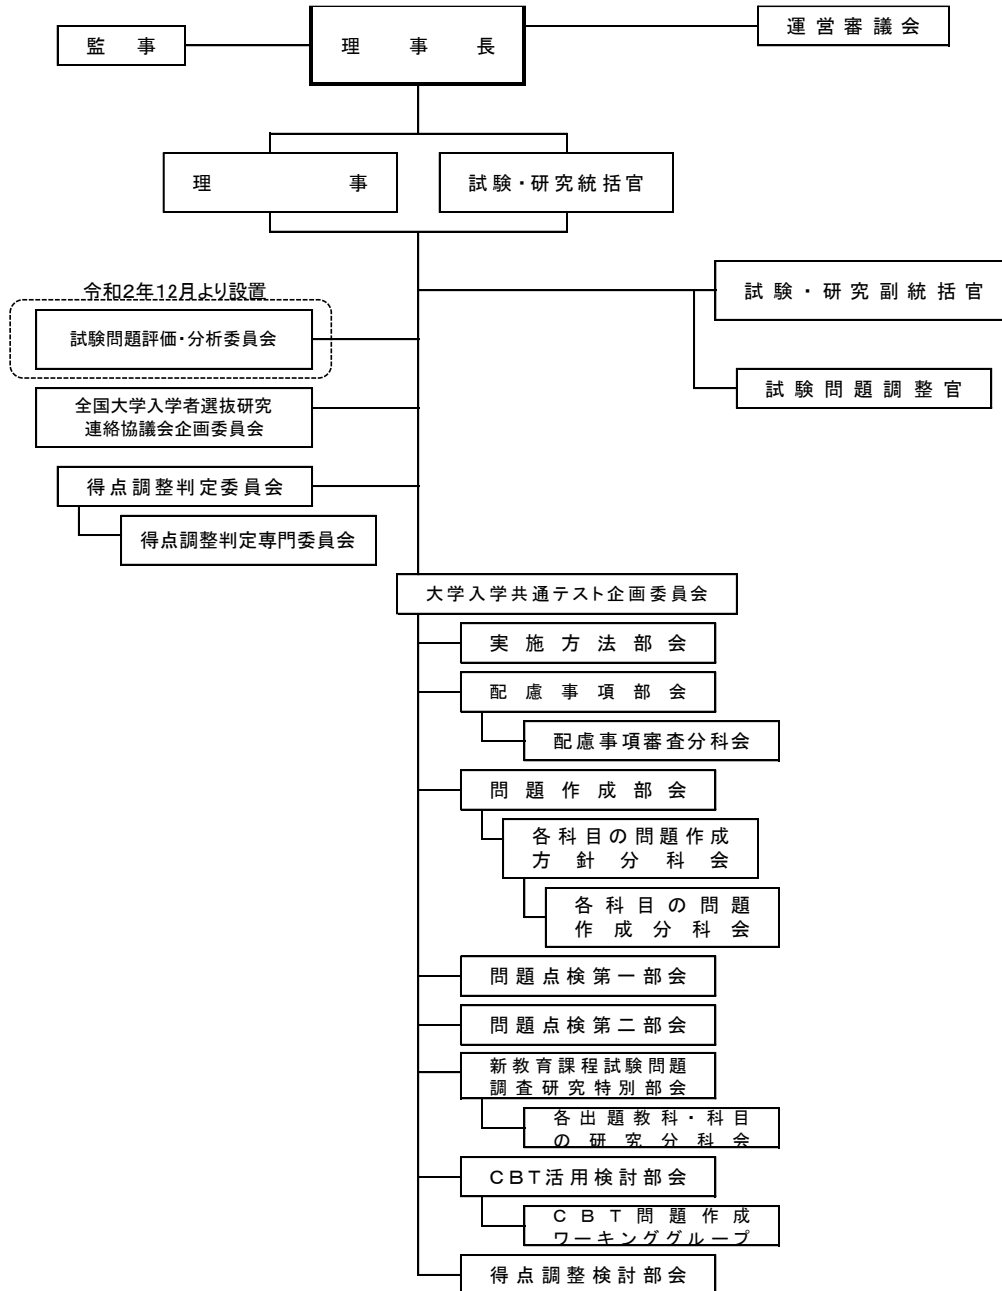 監事
理事長
運営審議会
理事
試験・研究統括官
令和2年12月より設置
試験問題評価・分析委員会
試験・研究副統括官
試験問題調整官
全国大学入学者選抜研究
連絡協議会企画委員会
得点調整判定委員会
得点調整判定専門委員会
大学入学共通テスト企画委員会
実施方法部会
配慮事項部会
配慮事項審査分科会
問題作成部会
各科目の問題作成
方針分科会
各科目の問題
作成分科会
問題点検第一部会
問題点検第二部会
新教育課程試験問題
調査研究特別部会
各出題教科・科目
の研究分科会
CBT活用検討部会
CBT問題作成
ワーキンググループ
得点調整検討部会